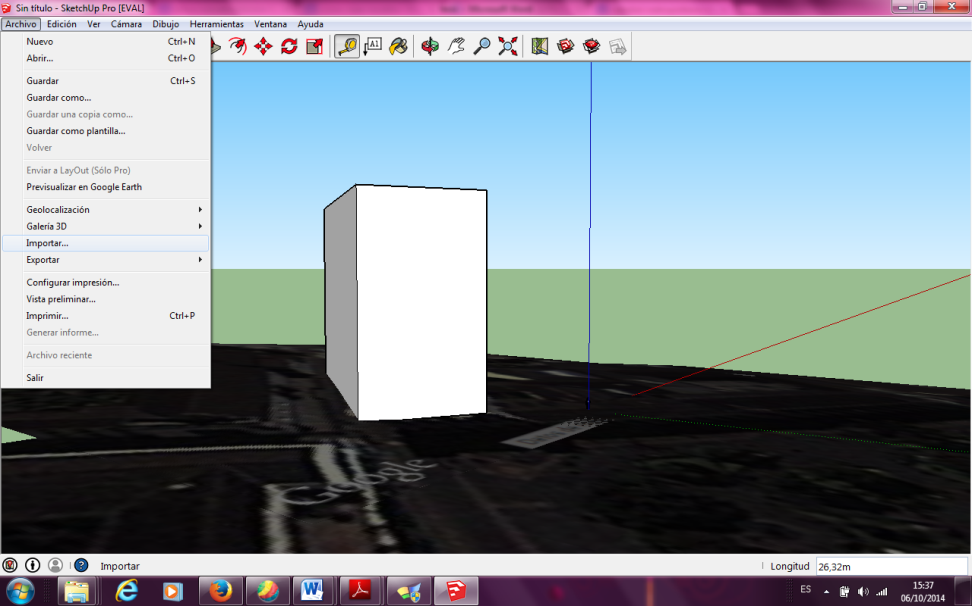 Sin título - SketchUp Pro [EVAL]
Archivo Edición Ver Cámara Dibujo Herramientas Ventana Ayuda
Nuevo Ctrl+N
Abrir... Ctrl+O
Guardar Ctrl+S
Guardar como...
Guardar una copia como...
Guardar como plantilla...
Volver
Enviar a LayOut (Sólo Pro)
Previsualizar en Google Earth
Geolocalización
Galería 3D
Importar...
Exportar
Configurar impresión...
Vista preliminar...
Imprimir... Ctrl+P
Generar informe...
Archivo reciente
Salir
A1
Google
Importar
Longitud 26,32m
ES
15:37
06/10/2014